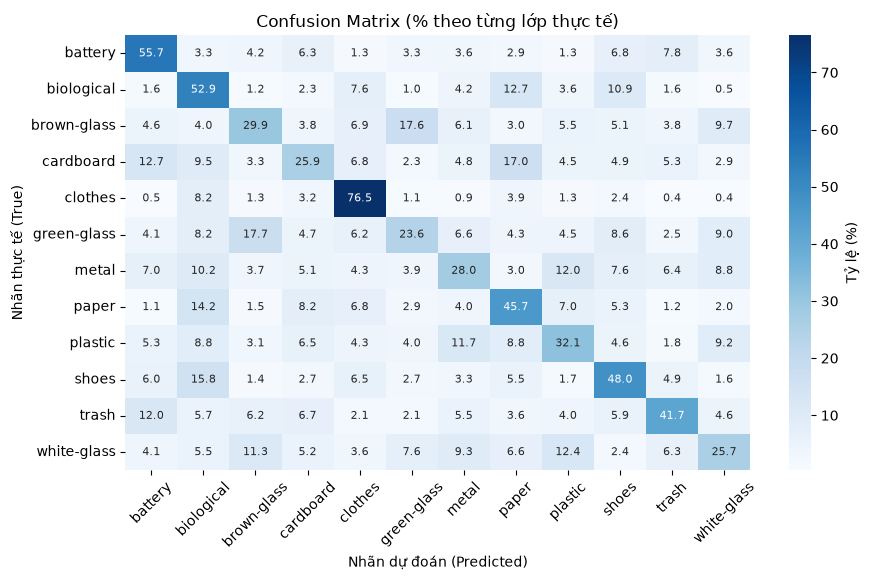 Confusion Matrix (% theo từng lớp thực tế)
Nhãn thực tế (True)
battery 55.7 3.3 4.2 6.3 1.3 3.3 3.6 2.9 1.3 6.8 7.8 3.6
biological 1.6 52.9 1.2 2.3 7.6 1.0 4.2 12.7 3.6 10.9 1.6 0.5
brown-glass 4.6 4.0 29.9 3.8 6.9 17.6 6.1 3.0 5.5 5.1 3.8 9.7
cardboard 12.7 9.5 3.3 25.9 6.8 2.3 4.8 17.0 4.5 4.9 5.3 2.9
clothes 0.5 8.2 1.3 3.2 76.5 1.1 0.9 3.9 1.3 2.4 0.4 0.4
green-glass 4.1 8.2 17.7 4.7 6.2 23.6 6.6 4.3 4.5 8.6 2.5 9.0
metal 7.0 10.2 3.7 5.1 4.3 3.9 28.0 3.0 12.0 7.6 6.4 8.8
paper 1.1 14.2 1.5 8.2 6.8 2.9 4.0 45.7 7.0 5.3 1.2 2.0
plastic 5.3 8.8 3.1 6.5 4.3 4.0 11.7 8.8 32.1 4.6 1.8 9.2
shoes 6.0 15.8 1.4 2.7 6.5 2.7 3.3 5.5 1.7 48.0 4.9 1.6
trash 12.0 5.7 6.2 6.7 2.1 2.1 5.5 3.6 4.0 5.9 41.7 4.6
white-glass 4.1 5.5 11.3 5.2 3.6 7.6 9.3 6.6 12.4 2.4 6.3 25.7
battery biological brown-glass cardboard clothes green-glass metal paper plastic shoes trash white-glass
Nhãn dự đoán (Predicted)
70
60
50
40
30
20
10
Tỷ lệ (%)